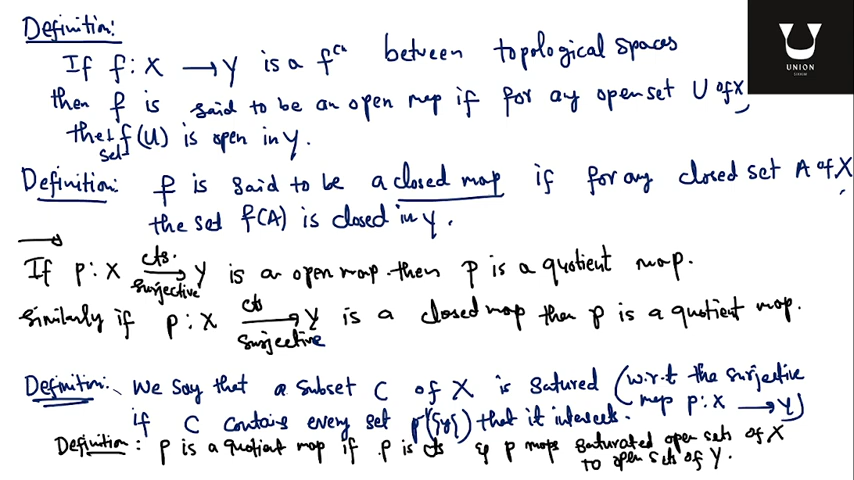 Definition:
If f: X → Y is a fcn between topological spaces
then f is said to be an open map if for any open set U of X,
the set f(U) is open in Y.
Definition: f is said to be a closed map if for any closed set A of X,
the set f(A) is closed in Y.
→
If p: X cts. → surjective Y is an open map then p is a quotient map.
Similarly if p: X cts → surjective Y is a closed map then p is a quotient map.
Definition: We say that a subset C of X is satured (w.r.t the surjective map p: X → Y)
if C contains every set p⁻¹({y}) that it intersects.
Definition: p is a quotient map if p is cts & p maps saturated open sets of X
to open sets of Y.
UNION